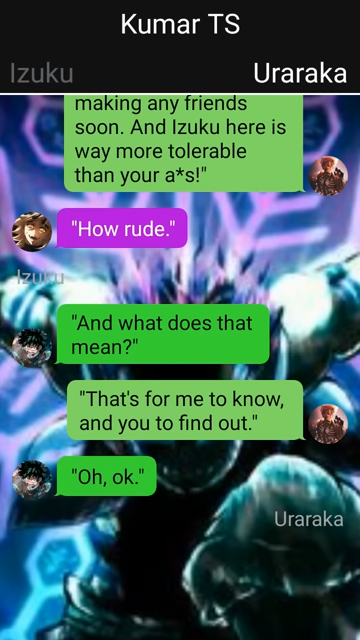 Kumar TS
Izuku
Uraraka
making any friends
soon. And Izuku here is
way more tolerable
than your a*s!"
"How rude."
Izuku
"And what does that
mean?"
"That's for me to know,
and you to find out."
"Oh, ok."
Uraraka